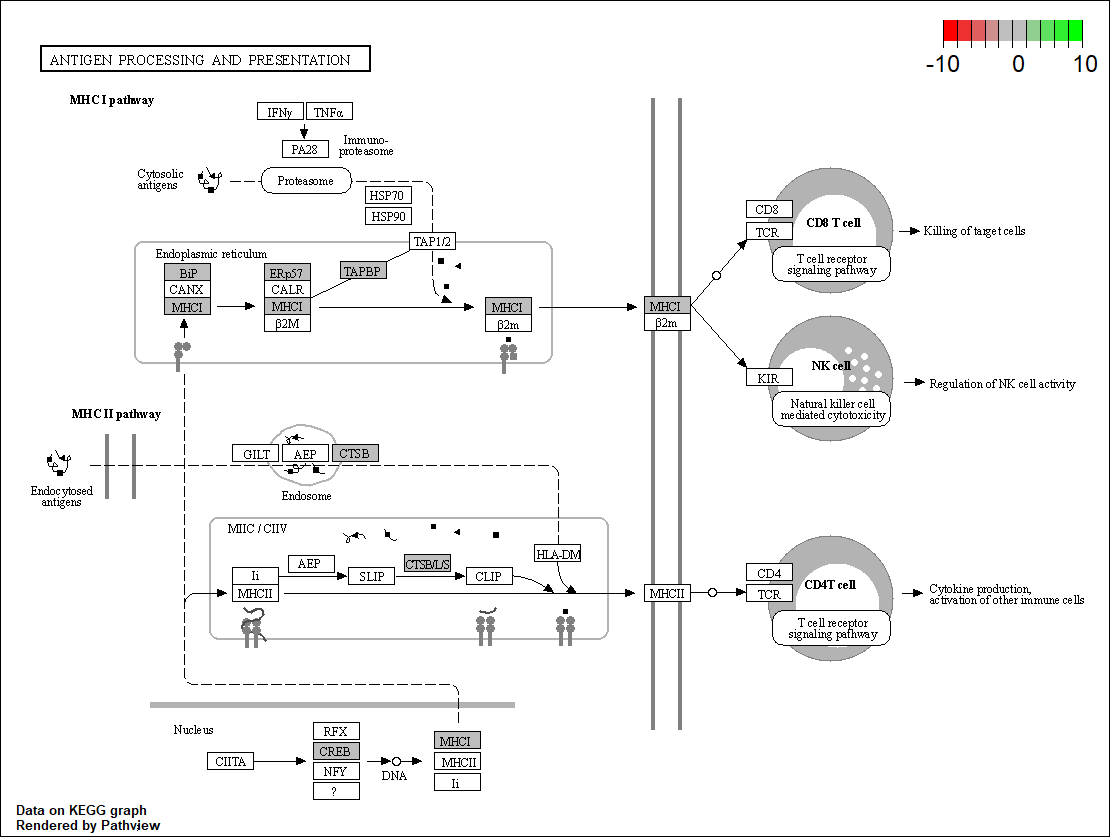 ANTIGEN PROCESSING AND PRESENTATION
-10
0
10
MHC I pathway
IFNγ
TNFα
PA28
Immuno-
proteasome
Cytosolic
antigens
Proteasome
HSP70
HSP90
TAP1/2
Endoplasmic reticulum
BiP
CANX
MHCI
ERp57
CALR
MHCI
β2M
TAPBP
MHCI
β2m
MHCI
β2m
CD8
TCR
CD8 T cell
T cell receptor
signaling pathway
Killing of target cells
KIR
NK cell
Natural killer cell
mediated cytotoxicity
Regulation of NK cell activity
MHC II pathway
Endocytosed
antigens
GILT
AEP
CTSB
Endosome
MIIC / CIIV
Ii
MHCII
AEP
SLIP
CTSB/L/S
CLIP
HLA-DM
MHCII
CD4
TCR
CD4T cell
T cell receptor
signaling pathway
Cytokine production,
activation of other immune cells
Nucleus
CIITA
RFX
CREB
NFY
?
DNA
MHCI
MHCII
Ii
Data on KEGG graph
Rendered by Pathview